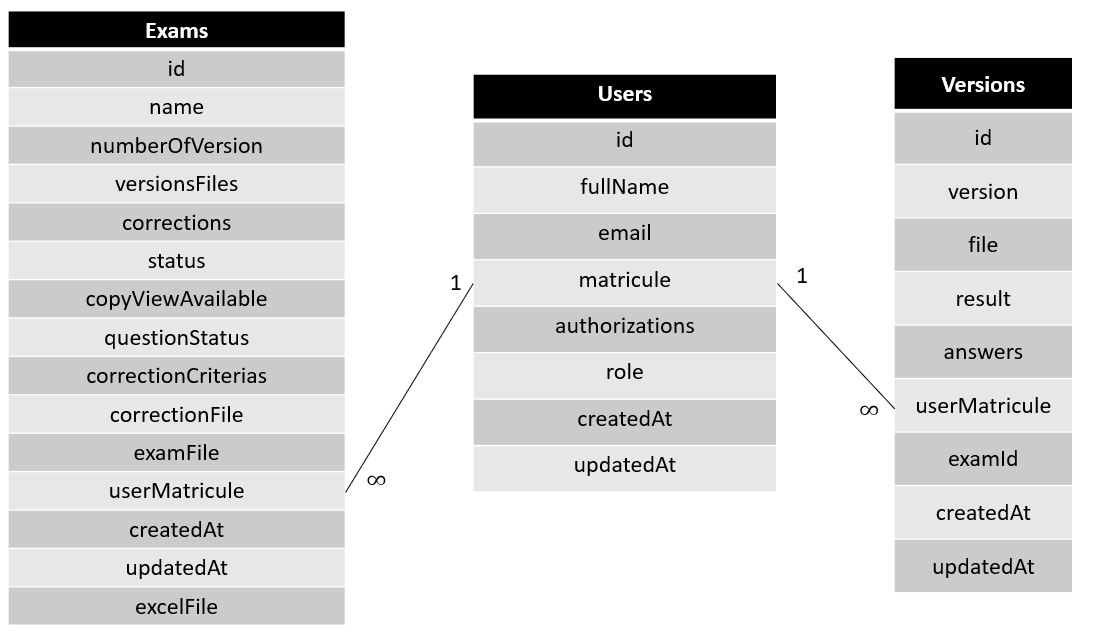 Exams
id
name
numberOfVersion
versionsFiles
corrections
status
copyViewAvailable
questionStatus
correctionCriterias
correctionFile
examFile
userMatricule
createdAt
updatedAt
excelFile
1
∞
Users
id
fullName
email
matricule
authorizations
role
createdAt
updatedAt
1
∞
Versions
id
version
file
result
answers
userMatricule
examId
createdAt
updatedAt